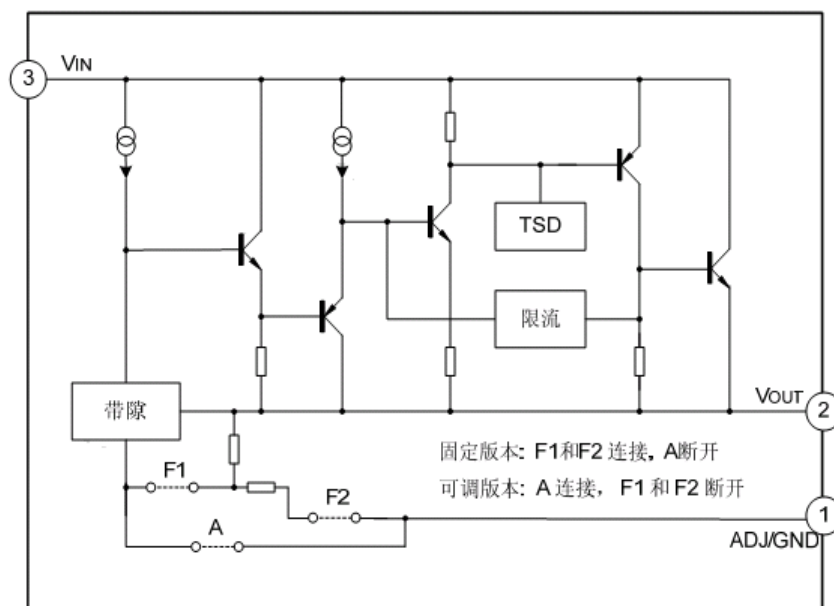 3
VIN
TSD
限流
带隙
VOUT
2
固定版本: F1和F2 连接, A断开
可调版本: A 连接, F1 和 F2 断开
F1
F2
A
1
ADJ/GND